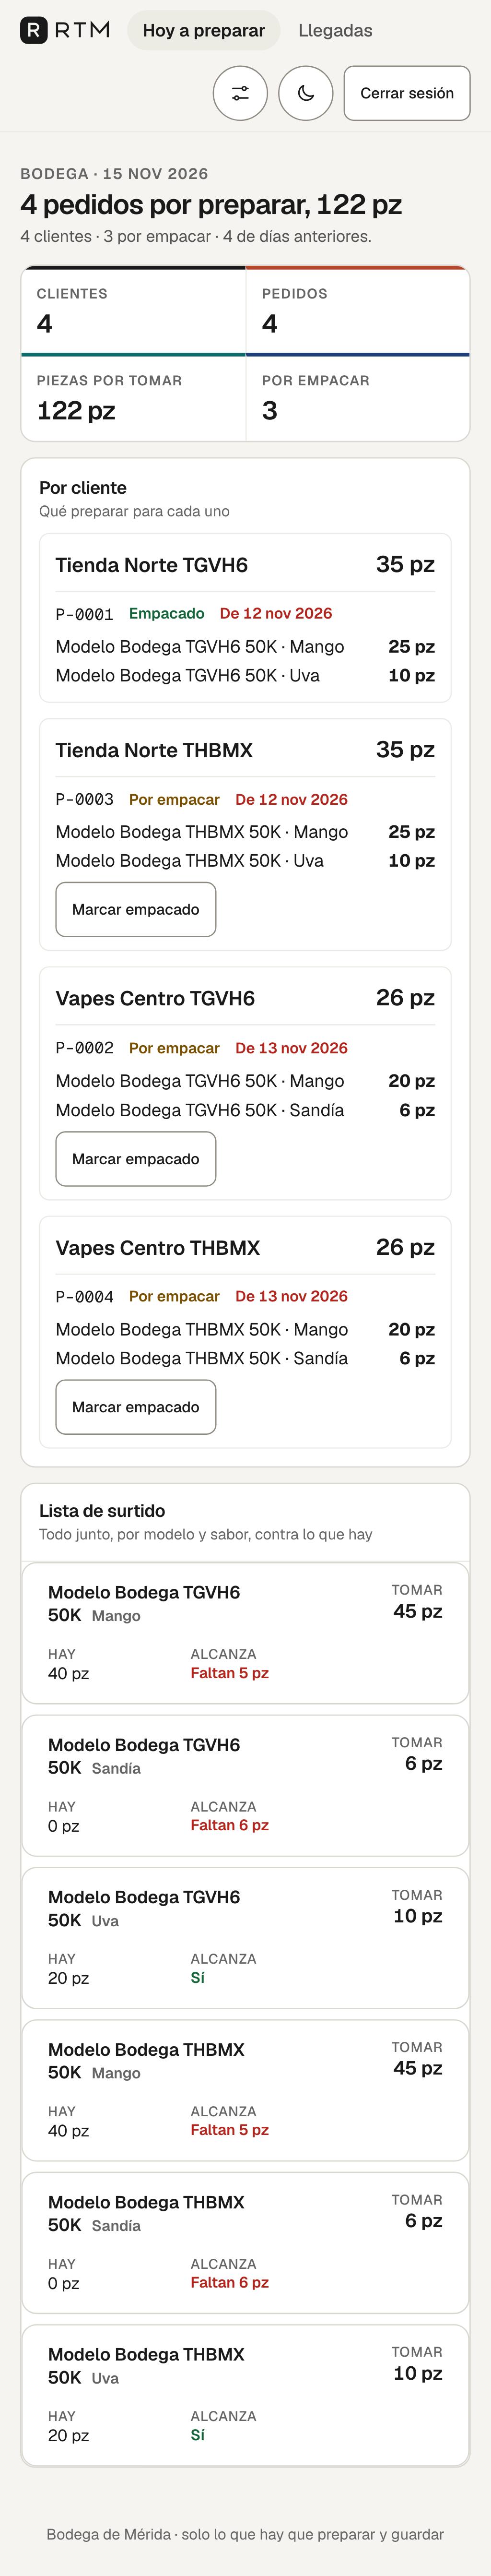 R RTM Hoy a preparar Llegadas
Cerrar sesión
BODEGA · 15 NOV 2026
4 pedidos por preparar, 122 pz
4 clientes · 3 por empacar · 4 de días anteriores.
CLIENTES PEDIDOS
4 4
PIEZAS POR TOMAR POR EMPACAR
122 pz 3
Por cliente
Qué preparar para cada uno
Tienda Norte TGVH6 35 pz
P-0001 Empacado De 12 nov 2026
Modelo Bodega TGVH6 50K · Mango 25 pz
Modelo Bodega TGVH6 50K · Uva 10 pz
Tienda Norte THBMX 35 pz
P-0003 Por empacar De 12 nov 2026
Modelo Bodega THBMX 50K · Mango 25 pz
Modelo Bodega THBMX 50K · Uva 10 pz
Marcar empacado
Vapes Centro TGVH6 26 pz
P-0002 Por empacar De 13 nov 2026
Modelo Bodega TGVH6 50K · Mango 20 pz
Modelo Bodega TGVH6 50K · Sandía 6 pz
Marcar empacado
Vapes Centro THBMX 26 pz
P-0004 Por empacar De 13 nov 2026
Modelo Bodega THBMX 50K · Mango 20 pz
Modelo Bodega THBMX 50K · Sandía 6 pz
Marcar empacado
Lista de surtido
Todo junto, por modelo y sabor, contra lo que hay
Modelo Bodega TGVH6 TOMAR
50K Mango 45 pz
HAY ALCANZA
40 pz Faltan 5 pz
Modelo Bodega TGVH6 TOMAR
50K Sandía 6 pz
HAY ALCANZA
0 pz Faltan 6 pz
Modelo Bodega TGVH6 TOMAR
50K Uva 10 pz
HAY ALCANZA
20 pz Sí
Modelo Bodega THBMX TOMAR
50K Mango 45 pz
HAY ALCANZA
40 pz Faltan 5 pz
Modelo Bodega THBMX TOMAR
50K Sandía 6 pz
HAY ALCANZA
0 pz Faltan 6 pz
Modelo Bodega THBMX TOMAR
50K Uva 10 pz
HAY ALCANZA
20 pz Sí
Bodega de Mérida · solo lo que hay que preparar y guardar